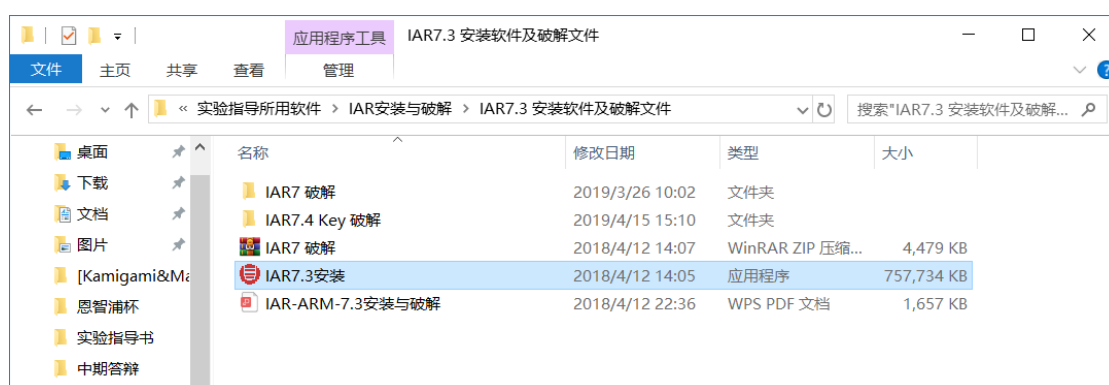 应用程序工具 IAR7.3 安装软件及破解文件
文件 主页 共享 查看 管理
« 实验指导所用软件 > IAR安装与破解 > IAR7.3 安装软件及破解文件 搜索"IAR7.3 安装软件及破解...
桌面 名称 修改日期 类型 大小
下载 IAR7 破解 2019/3/26 10:02 文件夹
文档 IAR7.4 Key 破解 2019/4/15 15:10 文件夹
图片 IAR7 破解 2018/4/12 14:07 WinRAR ZIP 压缩... 4,479 KB
[Kamigami&Ma IAR7.3安装 2018/4/12 14:05 应用程序 757,734 KB
恩智浦杯 IAR-ARM-7.3安装与破解 2018/4/12 22:36 WPS PDF 文档 1,657 KB
实验指导书
中期答辩